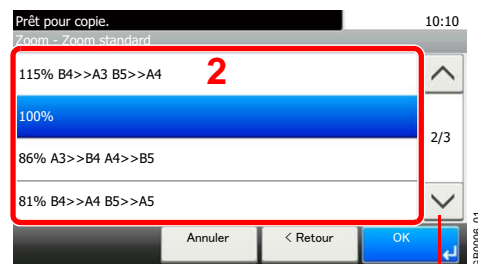 Prêt pour copie. 10:10
Zoom - Zoom standard
115% B4>>A3 B5>>A4
2
100%
2/3
86% A3>>B4 A4>>B5
81% B4>>A4 B5>>A5
Annuler < Retour OK